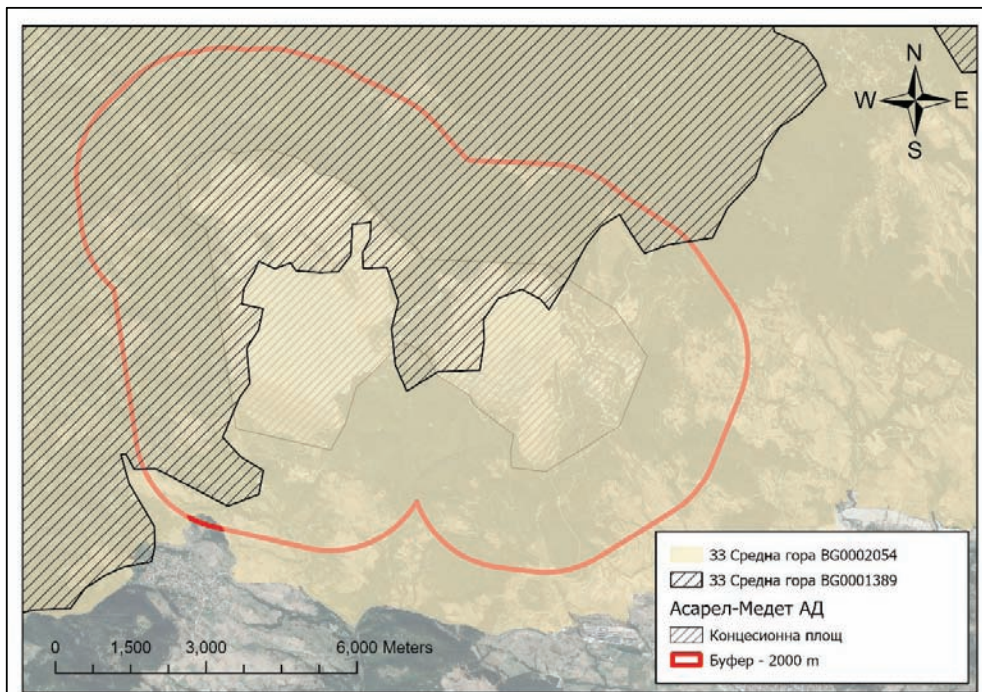 N
W E
S
ЗЗ Средна гора BG0002054
ЗЗ Средна гора BG0001389
Асарел-Медет АД
Концесионна площ
Буфер - 2000 m
0 1,500 3,000 6,000 Meters